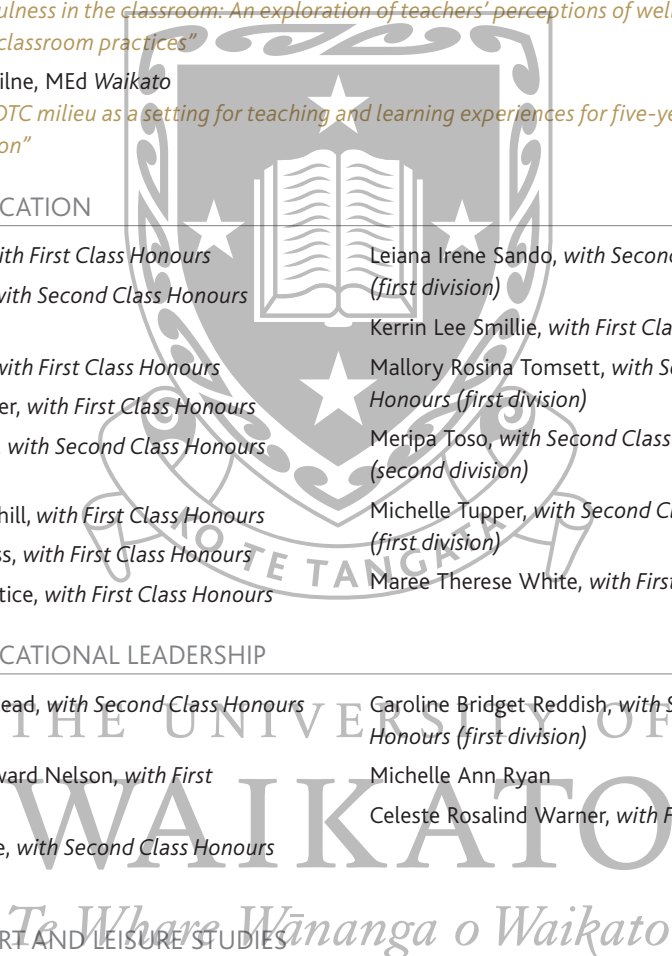 ulness in the classroom: An exploration of teachers’ perceptions of wel
classroom practices”
ilne, MEd Waikato
OTC milieu as a setting for teaching and learning experiences for five-ye
on”
CATION
ith First Class Honours
with Second Class Honours
with First Class Honours
er, with First Class Honours
, with Second Class Honours
hill, with First Class Honours
ss, with First Class Honours
tice, with First Class Honours
Leiana Irene Sando, with Second
(first division)
Kerrin Lee Smillie, with First Cla
Mallory Rosina Tomsett, with Se
Honours (first division)
Meripa Toso, with Second Class
(second division)
Michelle Tupper, with Second Cl
(first division)
Maree Therese White, with First
KO TE TANGATA
CATIONAL LEADERSHIP
ead, with Second Class Honours
ward Nelson, with First
e, with Second Class Honours
Caroline Bridget Reddish, with S
Honours (first division)
Michelle Ann Ryan
Celeste Rosalind Warner, with F
THE UNIVERSITY OF
WAIKATO
Te Whare Wānanga o Waikato
RT AND LEISURE STUDIES